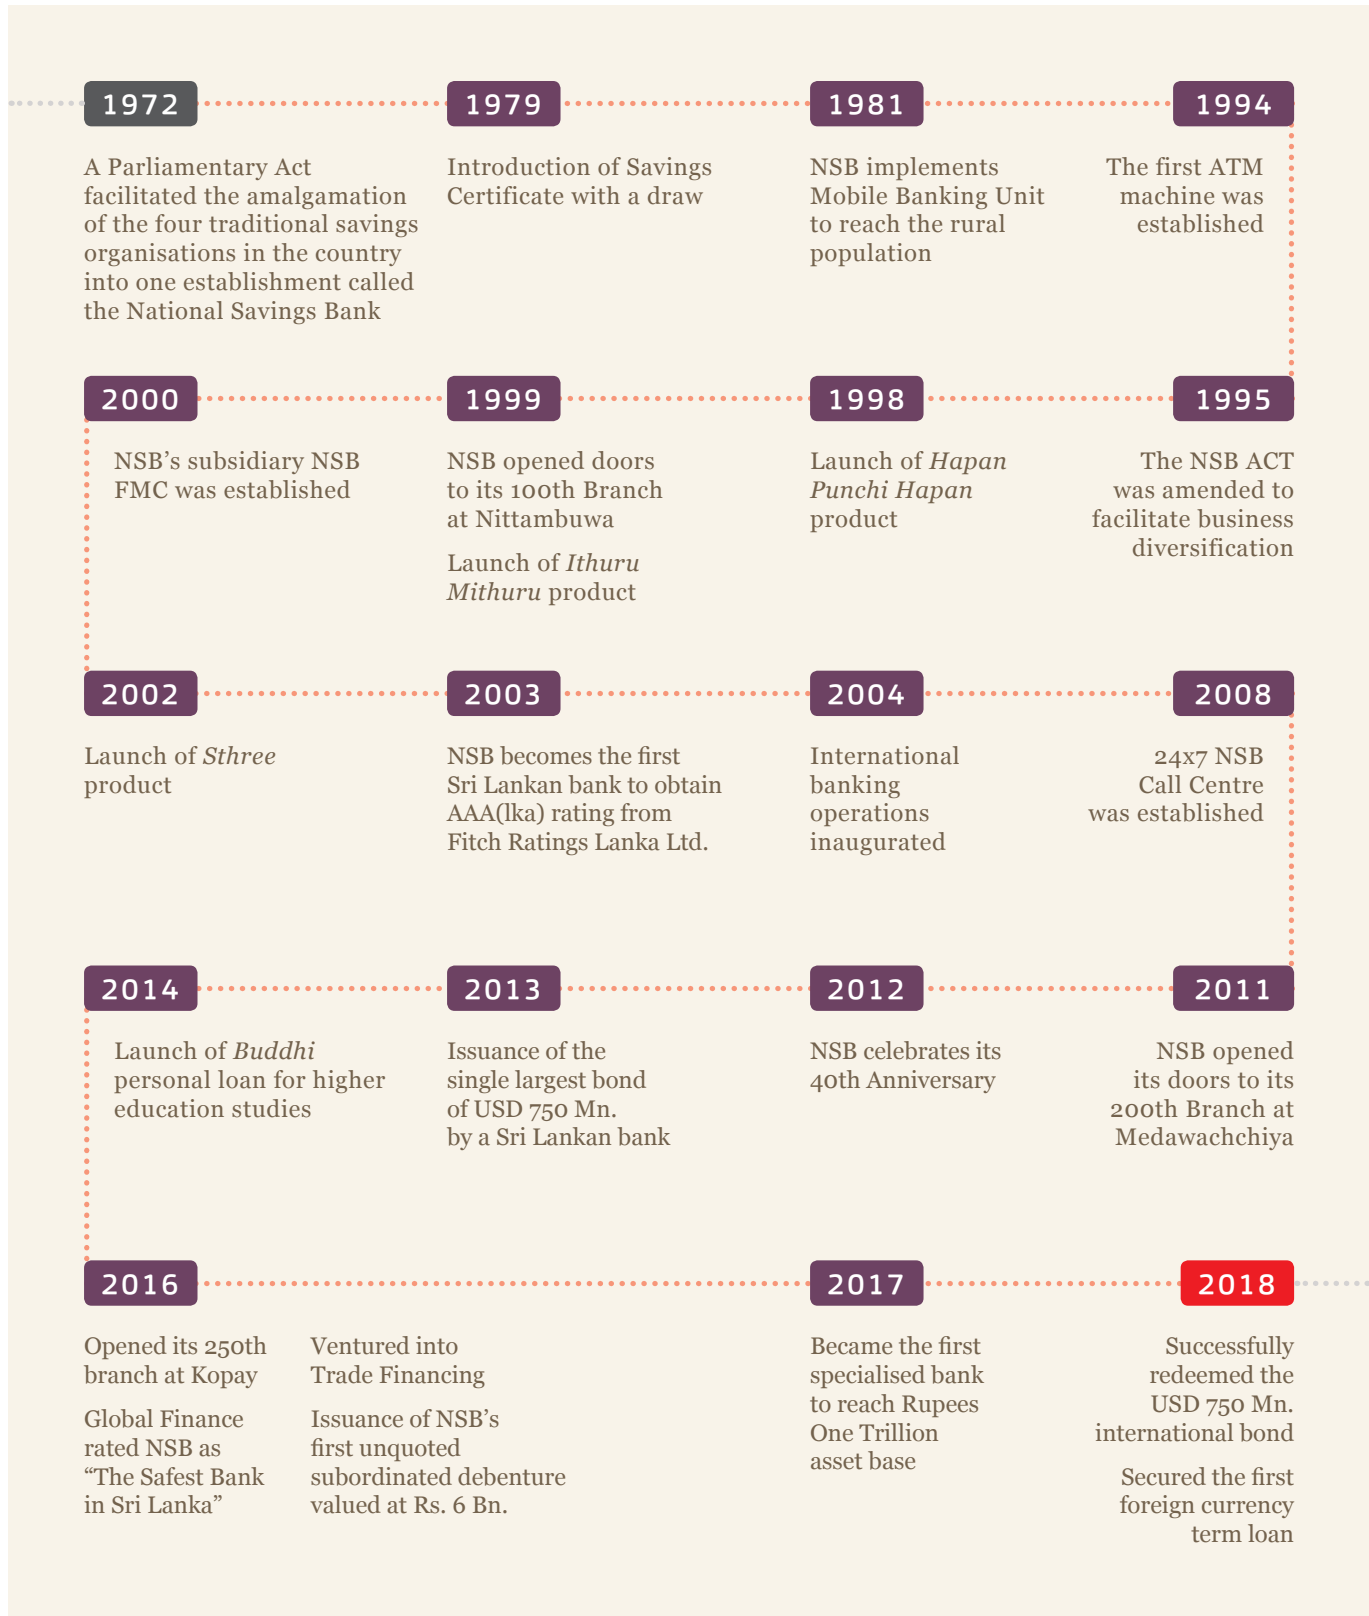 1972
A Parliamentary Act
facilitated the amalgamation
of the four traditional savings
organisations in the country
into one establishment called
the National Savings Bank
1979
Introduction of Savings
Certificate with a draw
1981
NSB implements
Mobile Banking Unit
to reach the rural
population
1994
The first ATM
machine was
established
1995
The NSB ACT
was amended to
facilitate business
diversification
1998
Launch of Hapan
Punchi Hapan
product
1999
NSB opened doors
to its 100th Branch
at Nittambuwa
Launch of Ithuru
Mithuru product
2000
NSB’s subsidiary NSB
FMC was established
2002
Launch of Sthree
product
2003
NSB becomes the first
Sri Lankan bank to obtain
AAA(lka) rating from
Fitch Ratings Lanka Ltd.
2004
International
banking
operations
inaugurated
2008
24x7 NSB
Call Centre
was established
2011
NSB opened
its doors to its
200th Branch at
Medawachchiya
2012
NSB celebrates its
40th Anniversary
2013
Issuance of the
single largest bond
of USD 750 Mn.
by a Sri Lankan bank
2014
Launch of Buddhi
personal loan for higher
education studies
2016
Opened its 250th
branch at Kopay
Global Finance
rated NSB as
“The Safest Bank
in Sri Lanka”
Ventured into
Trade Financing
Issuance of NSB’s
first unquoted
subordinated debenture
valued at Rs. 6 Bn.
2017
Became the first
specialised bank
to reach Rupees
One Trillion
asset base
2018
Successfully
redeemed the
USD 750 Mn.
international bond
Secured the first
foreign currency
term loan